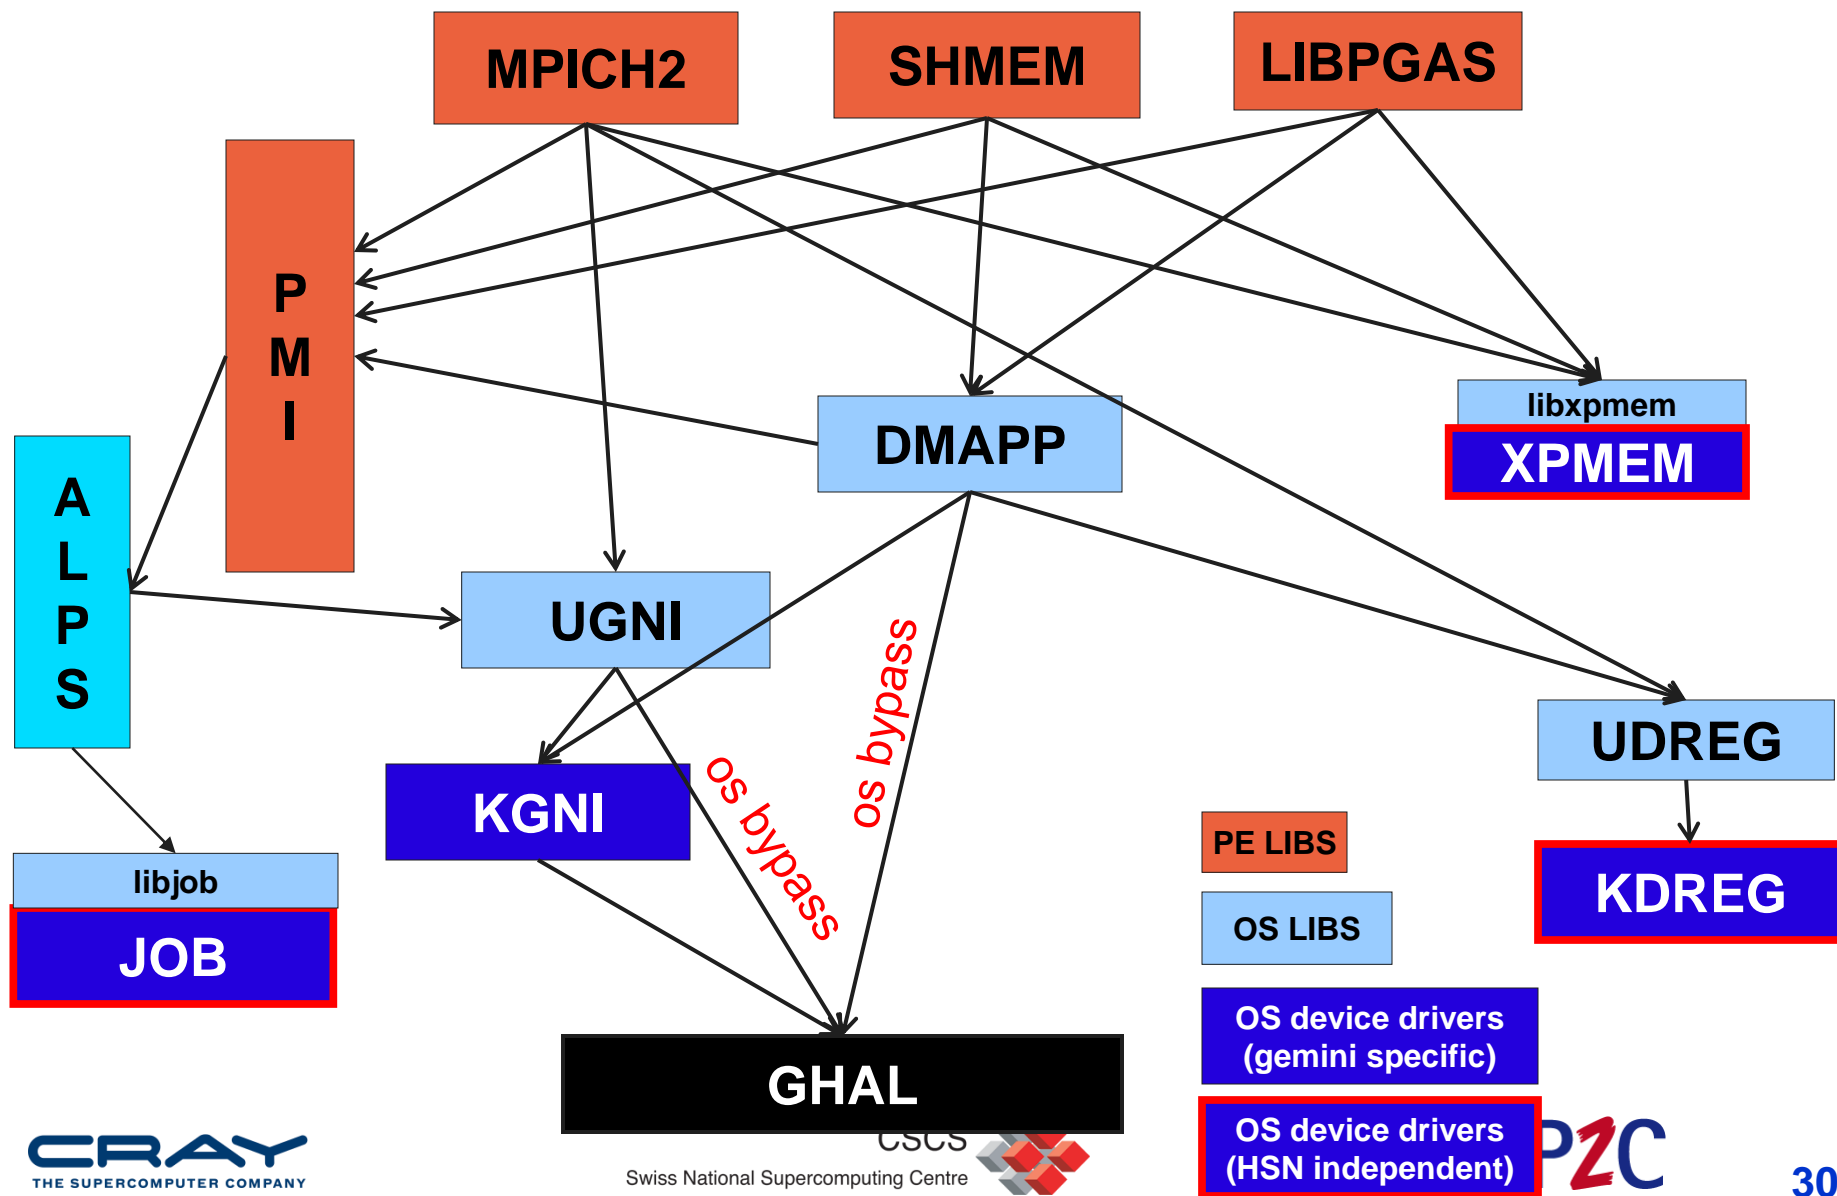 MPICH2
SHMEM
LIBPGAS
P
M
I
A
L
P
S
libxpmem
XPMEM
DMAPP
UGNI
os bypass
os bypass
UDREG
KGNI
PE LIBS
libjob
JOB
KDREG
OS LIBS
OS device drivers
(gemini specific)
GHAL
OS device drivers
(HSN independent)
CRAY
THE SUPERCOMPUTER COMPANY
CSCS
Swiss National Supercomputing Centre
P2C
30